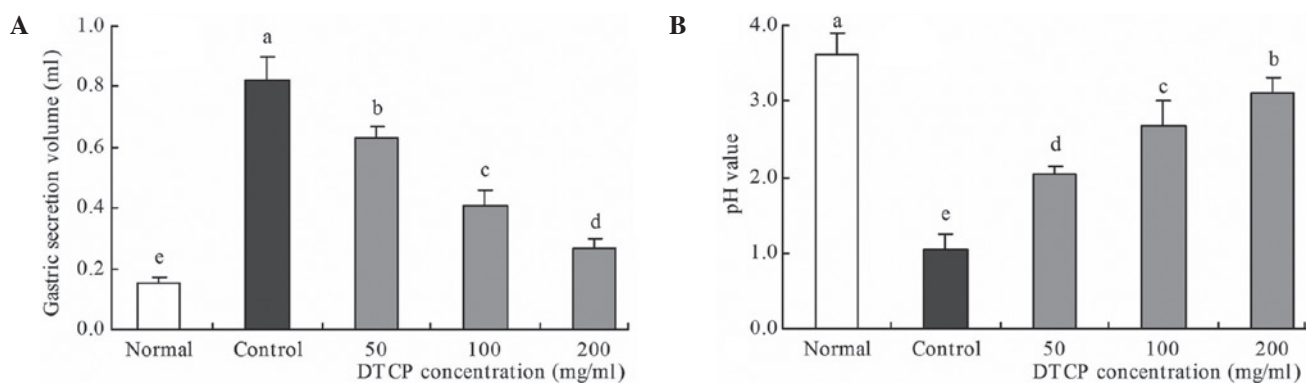 A
Gastric secretion volume (ml)
1.0
0.8
0.6
0.4
0.2
0.0
a
b
c
d
e
Normal Control 50 100 200
DTCP concentration (mg/ml)
B
pH value
4.0
3.0
2.0
1.0
0.0
a
b
c
d
e
Normal Control 50 100 200
DTCP concentration (mg/ml)